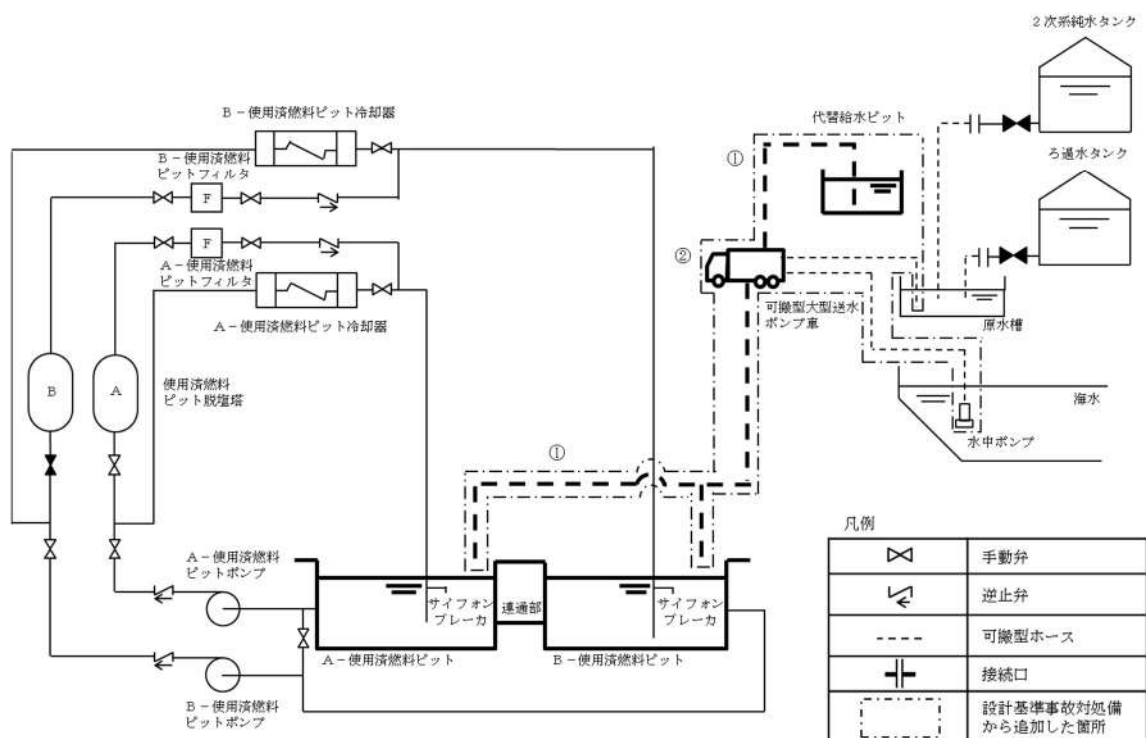 2次系純水タンク
代替給水ピット
B-使用済燃料ピット冷却器
①
ろ過水タンク
B-使用済燃料
ピットフィルタ
F
②
F
A-使用済燃料
ピットフィルタ
A-使用済燃料ピット冷却器
可搬型大型送水
ポンプ車
原水槽
B
A
使用済燃料
ピット脱塩塔
海水
水中ポンプ
①
A-使用済燃料
ピットポンプ
サイフォン
ブレーカ
連通部
サイフォン
ブレーカ
A-使用済燃料ピット
B-使用済燃料ピット
B-使用済燃料
ピットポンプ
凡例
手動弁
逆止弁
可搬型ホース
接続口
設計基準事故対処備
から追加した箇所